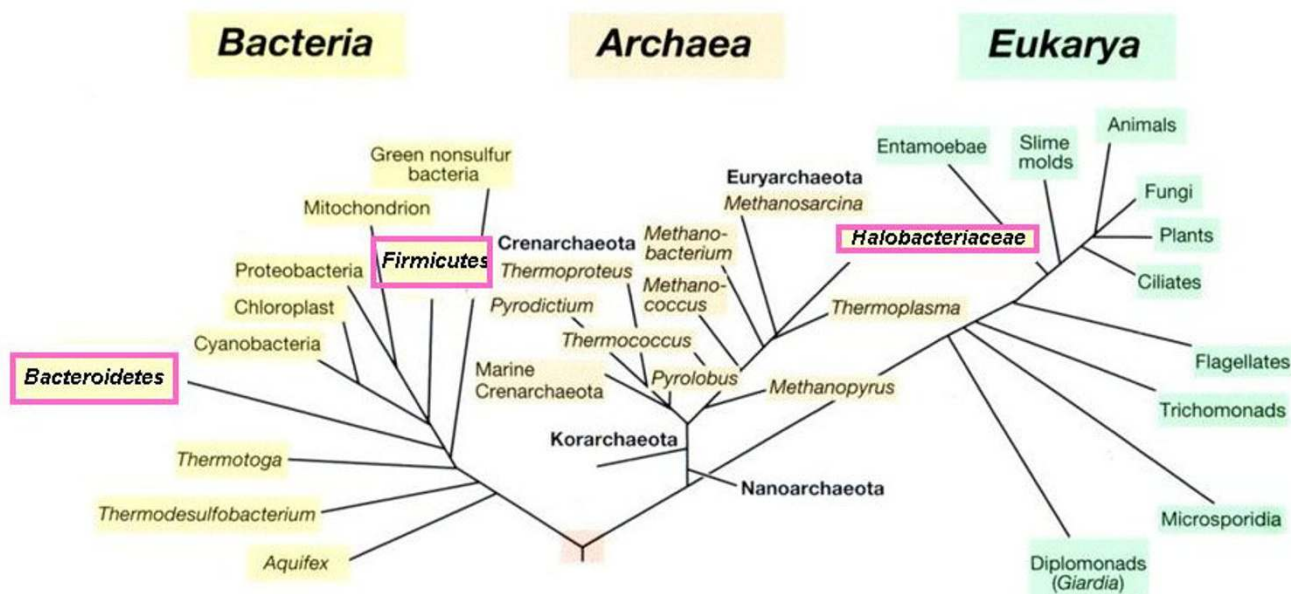 Bacteria
Archaea
Eukarya
Green nonsulfur
bacteria
Mitochondrion
Firmicutes
Proteobacteria
Chloroplast
Cyanobacteria
Bacteroidetes
Thermotoga
Thermodesulfobacterium
Aquifex
Crenarchaeota
Thermoproteus
Pyrodictium
Thermococcus
Marine
Crenarchaeota
Pyrolobus
Korarchaeota
Nanoarchaeota
Euryarchaeota
Methanosarcina
Methano-
bacterium
Methano-
coccus
Halobacteriaceae
Thermoplasma
Methanopyrus
Entamoebae
Slime
molds
Animals
Fungi
Plants
Ciliates
Flagellates
Trichomonads
Microsporidia
Diplomonads
(Giardia)